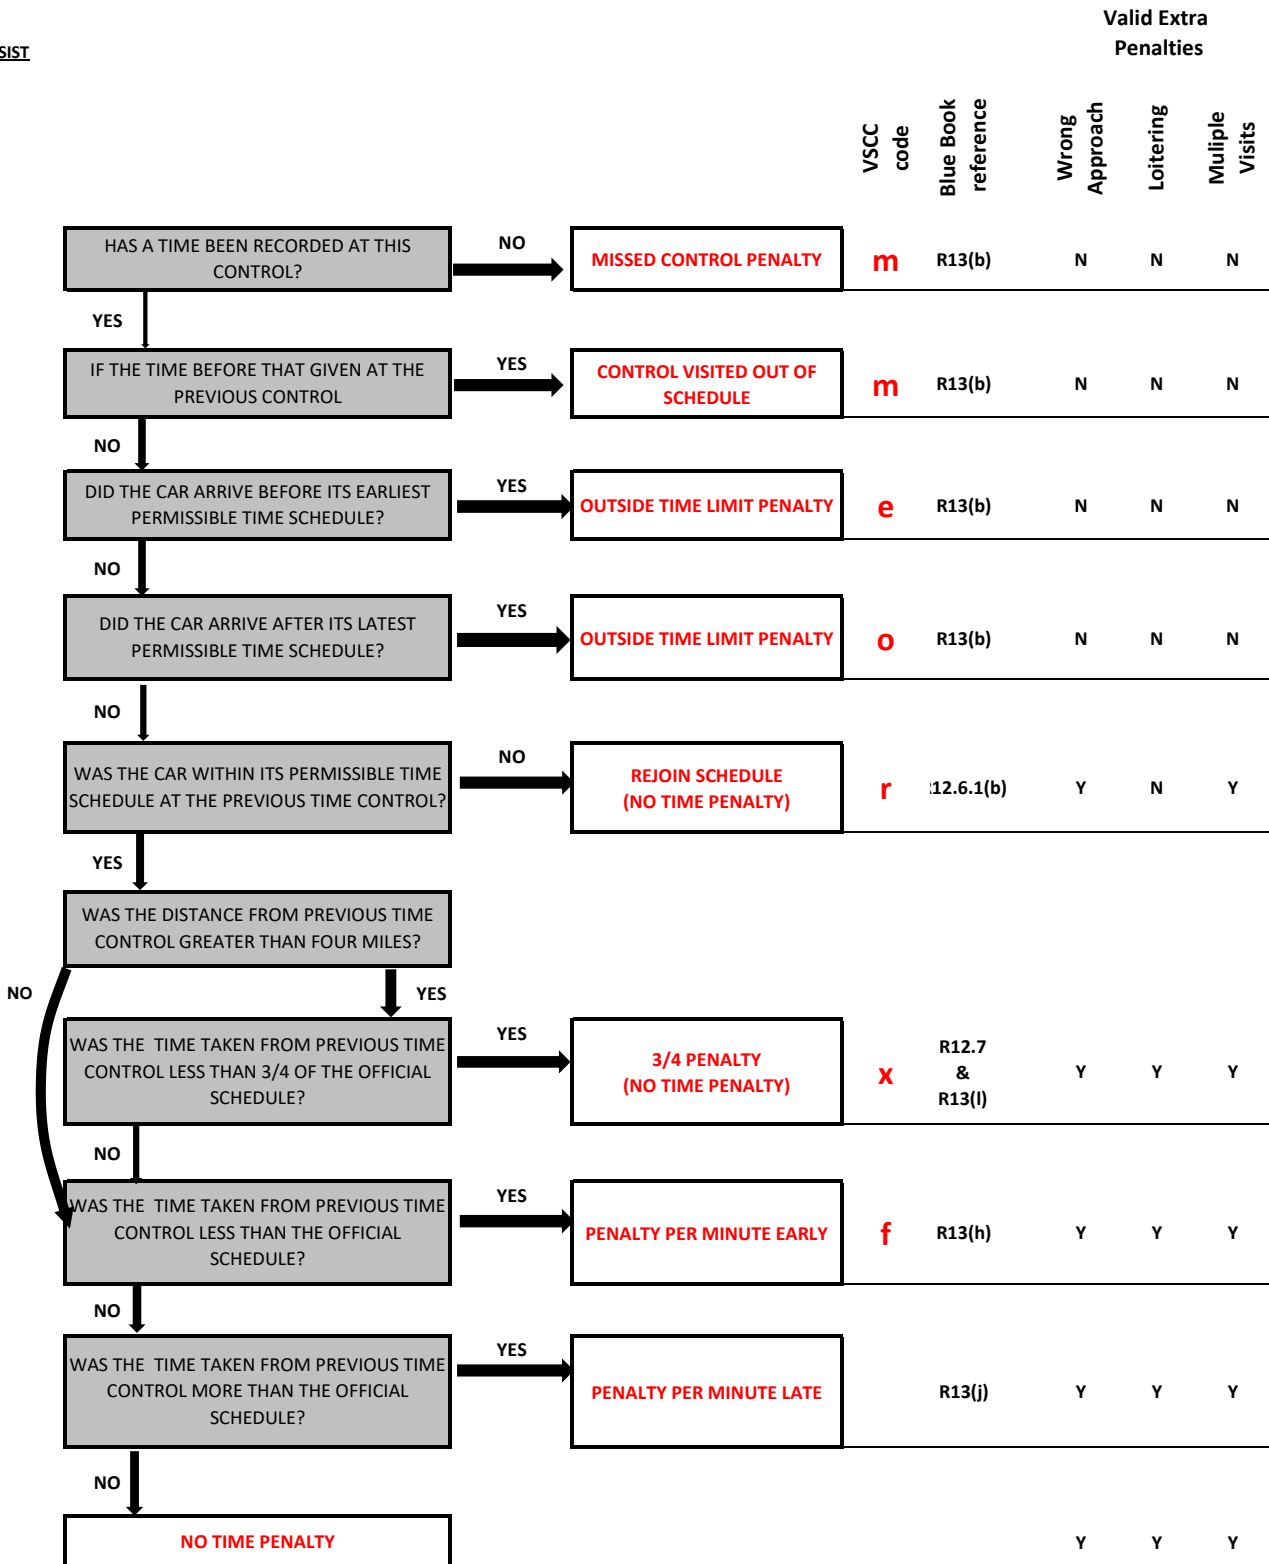 Valid Extra
Penalties
SIST
VSCC
code
Blue Book
reference
Wrong
Approach
Loitering
Muliple
Visits
HAS A TIME BEEN RECORDED AT THIS
CONTROL?
NO
MISSED CONTROL PENALTY
m
R13(b)
N
N
N
YES
IF THE TIME BEFORE THAT GIVEN AT THE
PREVIOUS CONTROL
YES
CONTROL VISITED OUT OF
SCHEDULE
m
R13(b)
N
N
N
NO
DID THE CAR ARRIVE BEFORE ITS EARLIEST
PERMISSIBLE TIME SCHEDULE?
YES
OUTSIDE TIME LIMIT PENALTY
e
R13(b)
N
N
N
NO
DID THE CAR ARRIVE AFTER ITS LATEST
PERMISSIBLE TIME SCHEDULE?
YES
OUTSIDE TIME LIMIT PENALTY
o
R13(b)
N
N
N
NO
WAS THE CAR WITHIN ITS PERMISSIBLE TIME
SCHEDULE AT THE PREVIOUS TIME CONTROL?
NO
REJOIN SCHEDULE
(NO TIME PENALTY)
r
12.6.1(b)
Y
N
Y
YES
WAS THE DISTANCE FROM PREVIOUS TIME
CONTROL GREATER THAN FOUR MILES?
NO
YES
WAS THE TIME TAKEN FROM PREVIOUS TIME
CONTROL LESS THAN 3/4 OF THE OFFICIAL
SCHEDULE?
YES
3/4 PENALTY
(NO TIME PENALTY)
x
R12.7
&
R13(l)
Y
Y
Y
NO
WAS THE TIME TAKEN FROM PREVIOUS TIME
CONTROL LESS THAN THE OFFICIAL
SCHEDULE?
YES
PENALTY PER MINUTE EARLY
f
R13(h)
Y
Y
Y
NO
WAS THE TIME TAKEN FROM PREVIOUS TIME
CONTROL MORE THAN THE OFFICIAL
SCHEDULE?
YES
PENALTY PER MINUTE LATE
R13(j)
Y
Y
Y
NO
NO TIME PENALTY
Y
Y
Y